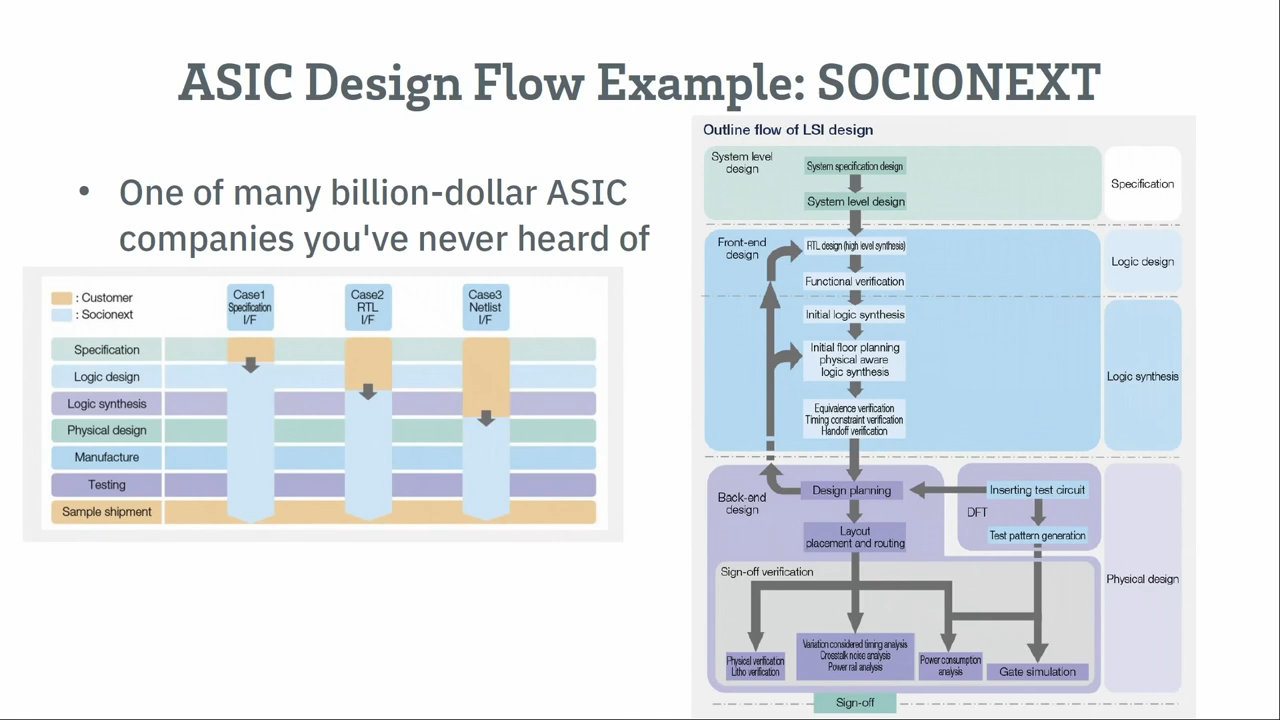 ASIC Design Flow Example: SOCIONEXT
• One of many billion-dollar ASIC
companies you've never heard of
: Customer
: Socionext
Case1
Specification
I/F
Case2
RTL
I/F
Case3
Netlist
I/F
Specification
Logic design
Logic synthesis
Physical design
Manufacture
Testing
Sample shipment
Outline flow of LSI design
System level
design
System specification design
System level design
Specification
Front-end
design
RTL design (high level synthesis)
Functional verification
Logic design
Initial logic synthesis
Initial floor planning
physical aware
logic synthesis
Equivalence verification
Timing constraint verification
Handoff verification
Logic synthesis
Back-end
design
Design planning
Layout
placement and routing
Inserting test circuit
DFT
Test pattern generation
Physical design
Sign-off verification
Physical verification
Litho verification
Variation considered timing analysis
Crosstalk noise analysis
Power rail analysis
Power consumption
analysis
Gate simulation
Sign-off